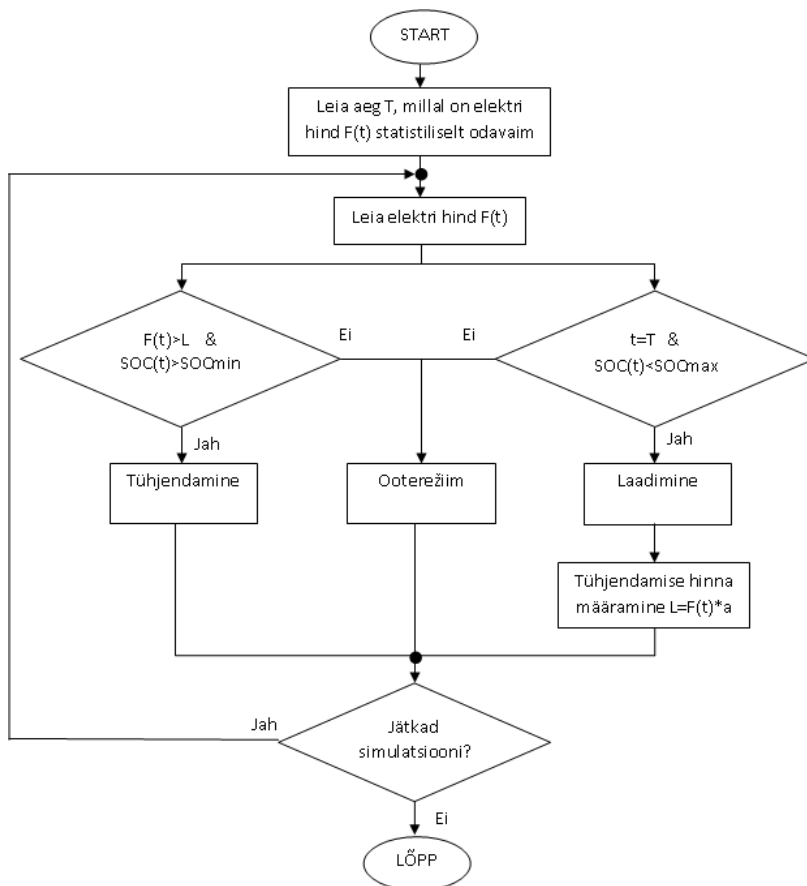 START
Leia aeg T, millal on elektri
hind F(t) statistiliselt odavaim
Leia elektri hind F(t)
F(t)>L &
SOC(t)>SOCmin
Ei
Ei
t=T &
SOC(t)<SOCmax
Jah
Jah
Tühjendamine
Ooterežiim
Laadimine
Tühjendamise hinna
määramine L=F(t)*a
Jah
Jätkad
simulatsiooni?
Ei
LÕPP